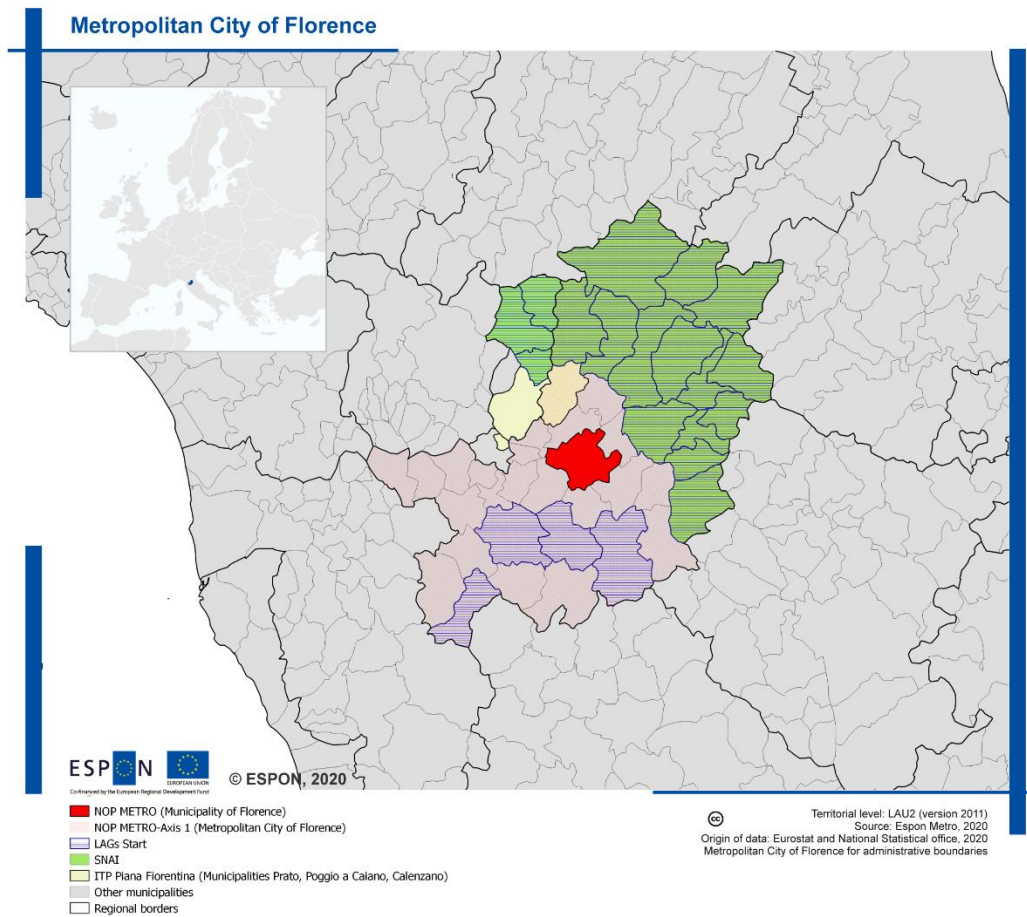 Metropolitan City of Florence
ESPON
EUROPEAN UNION
Co-financed by the European Regional Development Fund
© ESPON, 2020
NOP METRO (Municipality of Florence)
NOP METRO-Axis 1 (Metropolitan City of Florence)
LAGs Start
SNAI
ITP Piana Fiorentina (Municipalities Prato, Poggio a Caiano, Calenzano)
Other municipalities
Regional borders
cc
Territorial level: LAU2 (version 2011)
Source: Espon Metro, 2020
Origin of data: Eurostat and National Statistical office, 2020
Metropolitan City of Florence for administrative boundaries